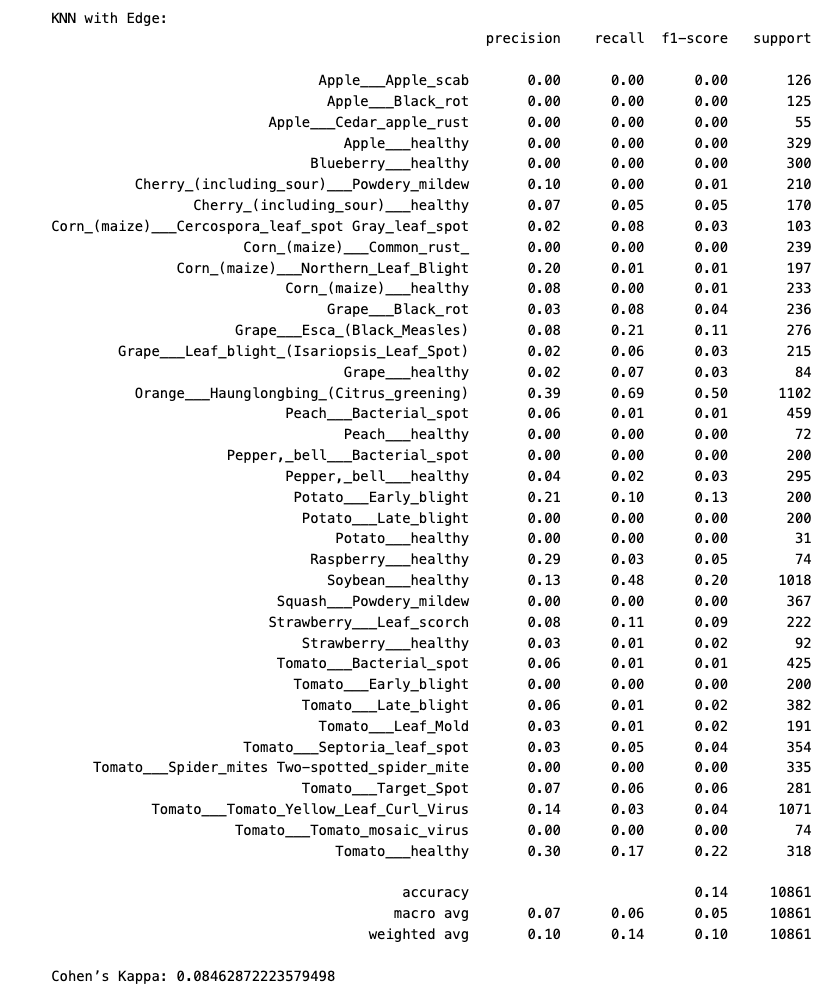 KNN with Edge:
precision recall f1-score support
Apple___Apple_scab 0.00 0.00 0.00 126
Apple___Black_rot 0.00 0.00 0.00 125
Apple___Cedar_apple_rust 0.00 0.00 0.00 55
Apple___healthy 0.00 0.00 0.00 329
Blueberry___healthy 0.00 0.00 0.00 300
Cherry_(including_sour)___Powdery_mildew 0.10 0.00 0.01 210
Cherry_(including_sour)___healthy 0.07 0.05 0.05 170
Corn_(maize)___Cercospora_leaf_spot Gray_leaf_spot 0.02 0.08 0.03 103
Corn_(maize)___Common_rust_ 0.00 0.00 0.00 239
Corn_(maize)___Northern_Leaf_Blight 0.20 0.01 0.01 197
Corn_(maize)___healthy 0.08 0.00 0.01 233
Grape___Black_rot 0.03 0.08 0.04 236
Grape___Esca_(Black_Measles) 0.08 0.21 0.11 276
Grape___Leaf_blight_(Isariopsis_Leaf_Spot) 0.02 0.06 0.03 215
Grape___healthy 0.02 0.07 0.03 84
Orange___Haunglongbing_(Citrus_greening) 0.39 0.69 0.50 1102
Peach___Bacterial_spot 0.06 0.01 0.01 459
Peach___healthy 0.00 0.00 0.00 72
Pepper,_bell___Bacterial_spot 0.00 0.00 0.00 200
Pepper,_bell___healthy 0.04 0.02 0.03 295
Potato___Early_blight 0.21 0.10 0.13 200
Potato___Late_blight 0.00 0.00 0.00 200
Potato___healthy 0.00 0.00 0.00 31
Raspberry___healthy 0.29 0.03 0.05 74
Soybean___healthy 0.13 0.48 0.20 1018
Squash___Powdery_mildew 0.00 0.00 0.00 367
Strawberry___Leaf_scorch 0.08 0.11 0.09 222
Strawberry___healthy 0.03 0.01 0.02 92
Tomato___Bacterial_spot 0.06 0.01 0.01 425
Tomato___Early_blight 0.00 0.00 0.00 200
Tomato___Late_blight 0.06 0.01 0.02 382
Tomato___Leaf_Mold 0.03 0.01 0.02 191
Tomato___Septoria_leaf_spot 0.03 0.05 0.04 354
Tomato___Spider_mites Two-spotted_spider_mite 0.00 0.00 0.00 335
Tomato___Target_Spot 0.07 0.06 0.06 281
Tomato___Tomato_Yellow_Leaf_Curl_Virus 0.14 0.03 0.04 1071
Tomato___Tomato_mosaic_virus 0.00 0.00 0.00 74
Tomato___healthy 0.30 0.17 0.22 318
accuracy 0.14 10861
macro avg 0.07 0.06 0.05 10861
weighted avg 0.10 0.14 0.10 10861
Cohen's Kappa: 0.08462872223579498